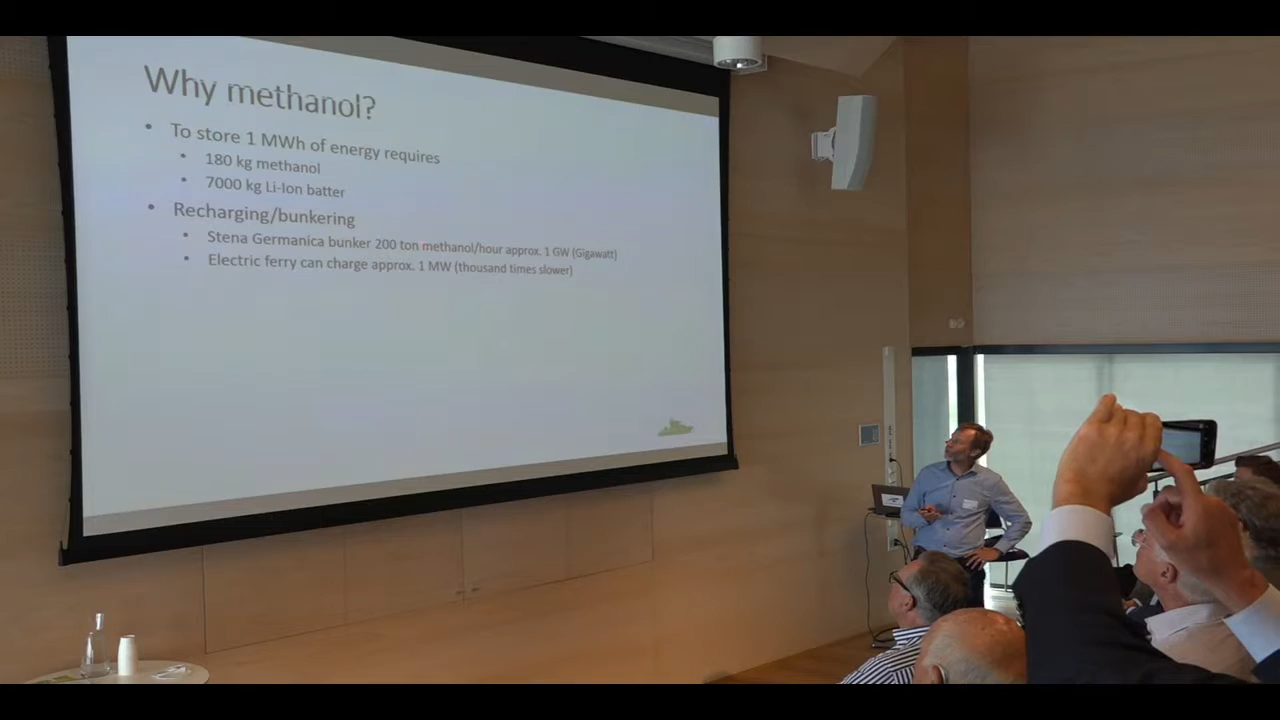 Why methanol?
To store 1 MWh of energy requires
180 kg methanol
7000 kg Li-Ion batter
Recharging/bunkering
Stena Germanica bunker 200 ton methanol/hour approx. 1 GW (Gigawatt)
Electric ferry can charge approx. 1 MW (thousand times slower)